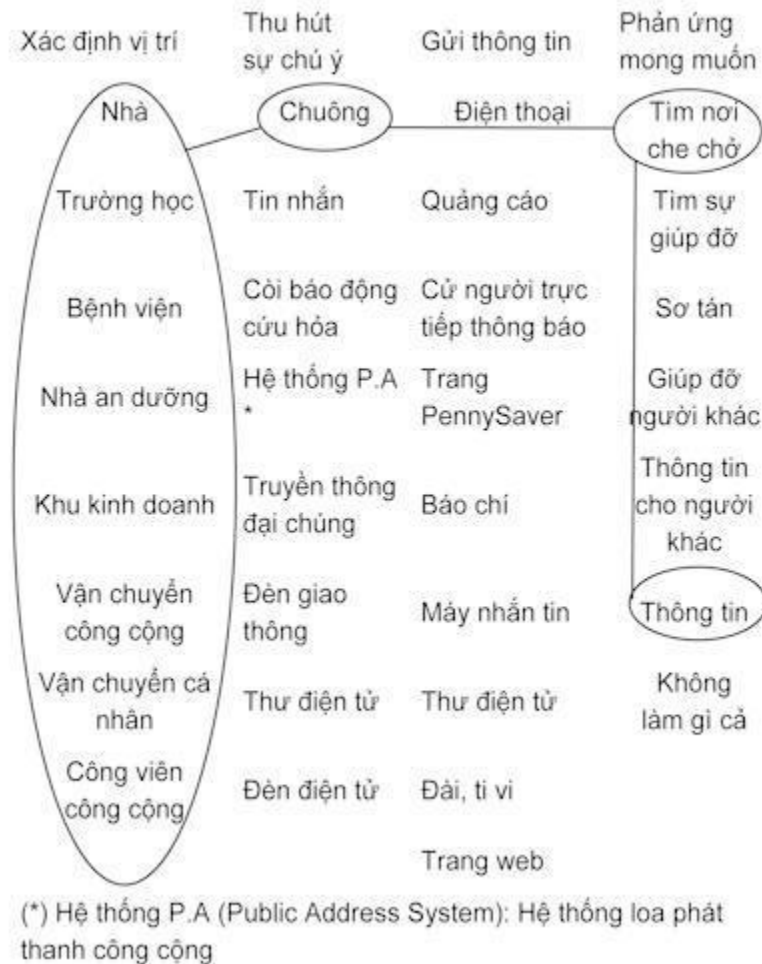 Xác định vị trí
Thu hút
sự chú ý
Gửi thông tin
Phản ứng
mong muốn
Nhà
Chuông
Điện thoại
Tìm nơi
che chở
Trường học
Tin nhắn
Quảng cáo
Tìm sự
giúp đỡ
Bệnh viện
Còi báo động
cứu hỏa
Cử người trực
tiếp thông báo
Sơ tán
Nhà an dưỡng
Hệ thống P.A
*
Trang
PennySaver
Giúp đỡ
người khác
Khu kinh doanh
Truyền thông
đại chúng
Báo chí
Thông tin
cho người
khác
Vận chuyển
công cộng
Đèn giao
thông
Máy nhắn tin
Thông tin
Vận chuyển cá
nhân
Thư điện tử
Thư điện tử
Không
làm gì cả
Công viên
công cộng
Đèn điện tử
Đài, ti vi
Trang web
(*) Hệ thống P.A (Public Address System): Hệ thống loa phát
thanh công cộng